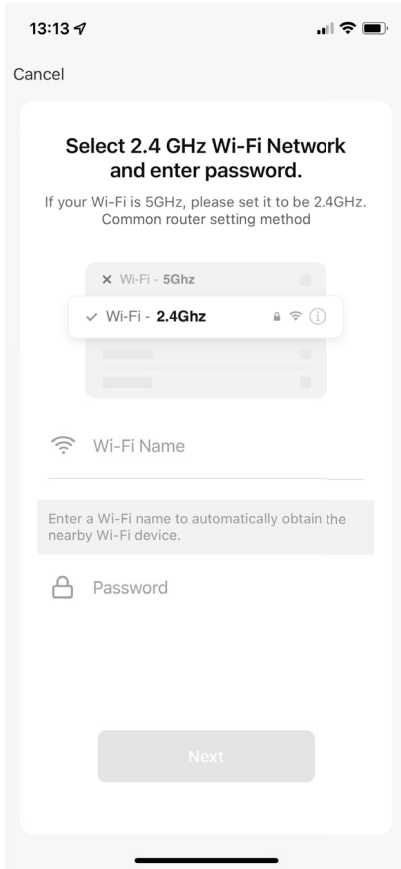 13:13
Cancel
Select 2.4 GHz Wi-Fi Network
and enter password.
If your Wi-Fi is 5GHz, please set it to be 2.4GHz.
Common router setting method
Wi-Fi - 5Ghz
Wi-Fi - 2.4Ghz
Wi-Fi Name
Enter a Wi-Fi name to automatically obtain the
nearby Wi-Fi device.
Password
Next